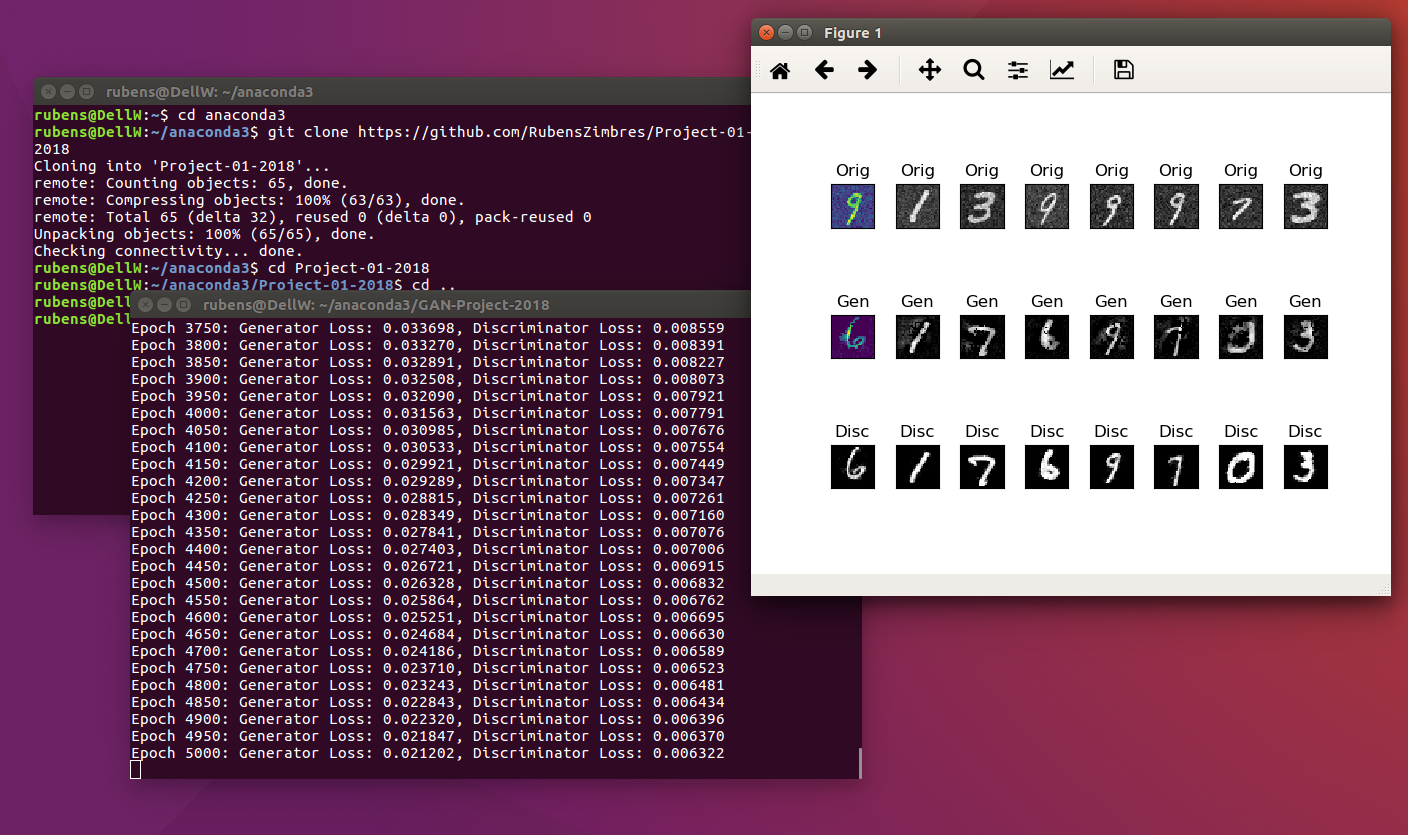 rubens@DellW: ~/anaconda3
rubens@DellW:~$ cd anaconda3
rubens@DellW:~/anaconda3$ git clone https://github.com/RubensZimbres/Project-01-
2018
Cloning into 'Project-01-2018'...
remote: Counting objects: 65, done.
remote: Compressing objects: 100% (63/63), done.
remote: Total 65 (delta 32), reused 0 (delta 0), pack-reused 0
Unpacking objects: 100% (65/65), done.
Checking connectivity... done.
rubens@DellW:~/anaconda3$ cd Project-01-2018
rubens@DellW:~/anaconda3/Project-01-2018$ cd ..
rubens@Dell
rubens@Dell
rubens@DellW: ~/anaconda3/GAN-Project-2018
Epoch 3750: Generator Loss: 0.033698, Discriminator Loss: 0.008559
Epoch 3800: Generator Loss: 0.033270, Discriminator Loss: 0.008391
Epoch 3850: Generator Loss: 0.032891, Discriminator Loss: 0.008227
Epoch 3900: Generator Loss: 0.032508, Discriminator Loss: 0.008073
Epoch 3950: Generator Loss: 0.032090, Discriminator Loss: 0.007921
Epoch 4000: Generator Loss: 0.031563, Discriminator Loss: 0.007791
Epoch 4050: Generator Loss: 0.030985, Discriminator Loss: 0.007676
Epoch 4100: Generator Loss: 0.030533, Discriminator Loss: 0.007554
Epoch 4150: Generator Loss: 0.029921, Discriminator Loss: 0.007449
Epoch 4200: Generator Loss: 0.029289, Discriminator Loss: 0.007347
Epoch 4250: Generator Loss: 0.028815, Discriminator Loss: 0.007261
Epoch 4300: Generator Loss: 0.028349, Discriminator Loss: 0.007160
Epoch 4350: Generator Loss: 0.027841, Discriminator Loss: 0.007076
Epoch 4400: Generator Loss: 0.027403, Discriminator Loss: 0.007006
Epoch 4450: Generator Loss: 0.026721, Discriminator Loss: 0.006915
Epoch 4500: Generator Loss: 0.026328, Discriminator Loss: 0.006832
Epoch 4550: Generator Loss: 0.025864, Discriminator Loss: 0.006762
Epoch 4600: Generator Loss: 0.025251, Discriminator Loss: 0.006695
Epoch 4650: Generator Loss: 0.024684, Discriminator Loss: 0.006630
Epoch 4700: Generator Loss: 0.024186, Discriminator Loss: 0.006589
Epoch 4750: Generator Loss: 0.023710, Discriminator Loss: 0.006523
Epoch 4800: Generator Loss: 0.023243, Discriminator Loss: 0.006481
Epoch 4850: Generator Loss: 0.022843, Discriminator Loss: 0.006434
Epoch 4900: Generator Loss: 0.022320, Discriminator Loss: 0.006396
Epoch 4950: Generator Loss: 0.021847, Discriminator Loss: 0.006370
Epoch 5000: Generator Loss: 0.021202, Discriminator Loss: 0.006322
Figure 1
Orig Orig Orig Orig Orig Orig Orig Orig
9 1 3 9 9 9 7 3
Gen Gen Gen Gen Gen Gen Gen Gen
6 1 7 6 9 7 0 3
Disc Disc Disc Disc Disc Disc Disc Disc
6 1 7 6 9 7 0 3